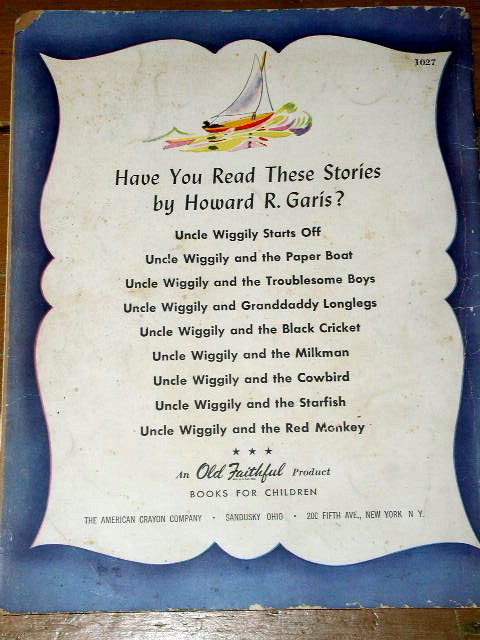 1027
Have You Read These Stories
by Howard R. Garis?
Uncle Wiggily Starts Off
Uncle Wiggily and the Paper Boat
Uncle Wiggily and the Troublesome Boys
Uncle Wiggily and Granddaddy Longlegs
Uncle Wiggily and the Black Cricket
Uncle Wiggily and the Milkman
Uncle Wiggily and the Cowbird
Uncle Wiggily and the Starfish
Uncle Wiggily and the Red Monkey
★ ★ ★
An Old Faithful Product
BOOKS FOR CHILDREN
THE AMERICAN CRAYON COMPANY · SANDUSKY OHIO · 200 FIFTH AVE., NEW YORK N Y.